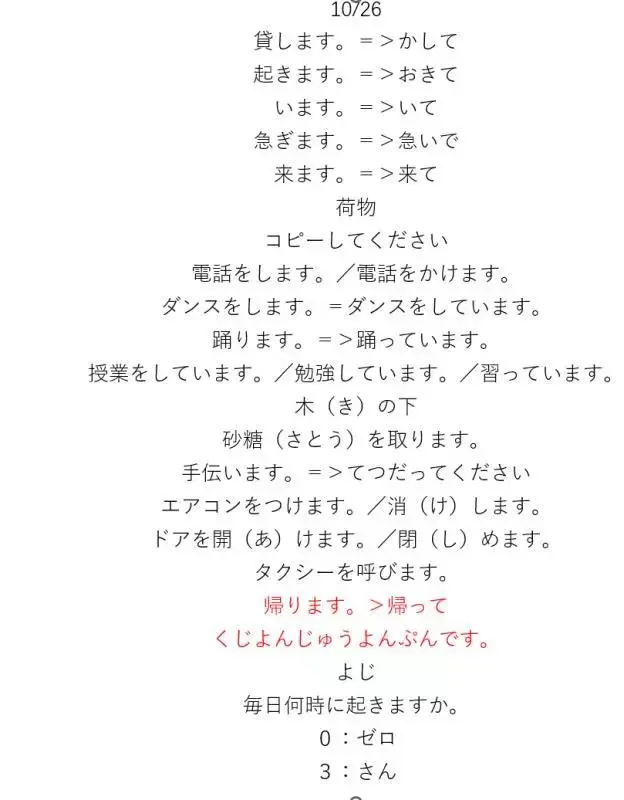 10/26
貸します。＝＞かして
起きます。＝＞おきて
います。＝＞いて
急ぎます。＝＞急いで
来ます。＝＞来て
荷物
コピーしてください
電話をします。／電話をかけます。
ダンスをします。＝ダンスをしています。
踊ります。＝＞踊っています。
授業をしています。／勉強しています。／習っています。
木（き）の下
砂糖（さとう）を取ります。
手伝います。＝＞てつだってください
エアコンをつけます。／消（け）します。
ドアを開（あ）けます。／閉（し）めます。
タクシーを呼びます。
帰ります。＞帰って
くじよんじゅうよんぷんです。
よじ
毎日何時に起きますか。
0 ：ゼロ
3 ：さん